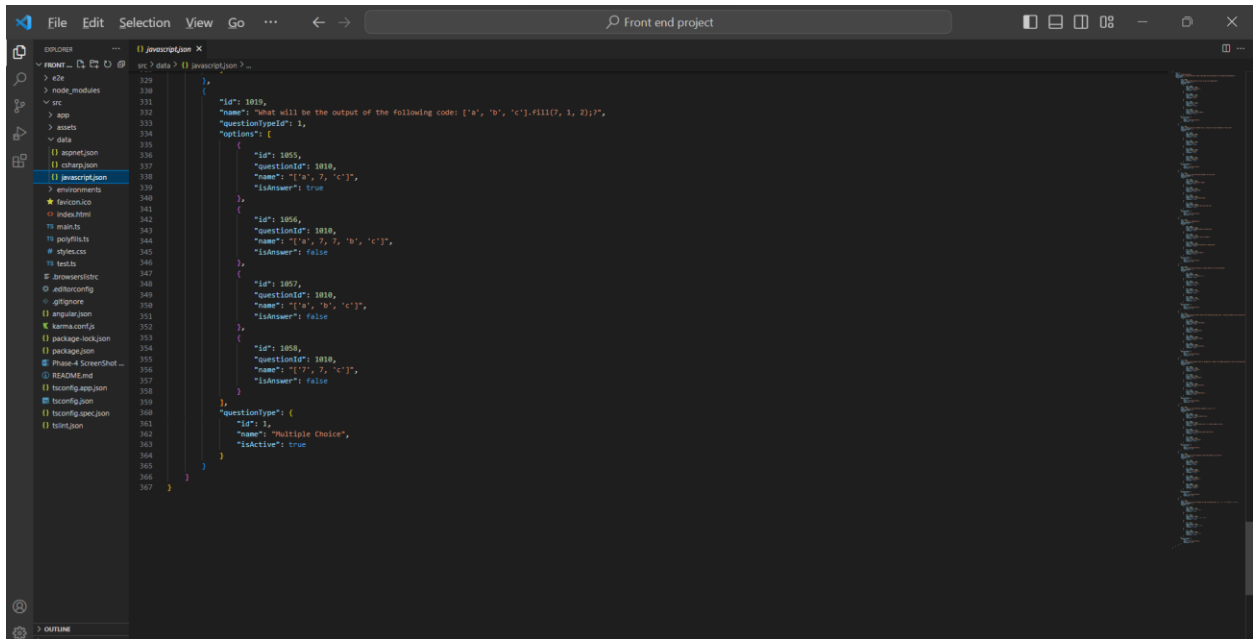 File Edit Selection View Go ··· ← → Front end project
EXPLORER ···
FRONT...
> e2e
> node_modules
v src
> app
> assets
v data
{} aspnet.json
{} csharp.json
{} javascript.json
> environments
favicon.ico
<> index.html
TS main.ts
TS polyfills.ts
# styles.css
TS test.ts
.browserslistrc
.editorconfig
.gitignore
{} angular.json
karma.conf.js
{} package-lock.json
{} package.json
Phase-4 ScreenShot ...
README.md
{} tsconfig.app.json
tsconfig.json
{} tsconfig.spec.json
{} tslint.json
> OUTLINE
{} javascript.json ×
src > data > {} javascript.json > ...
329 },
330 {
331 "id": 1019,
332 "name": "What will be the output of the following code: ['a', 'b', 'c'].fill(7, 1, 2);?",
333 "questionTypeId": 1,
334 "options": [
335 {
336 "id": 1055,
337 "questionId": 1010,
338 "name": "['a', 7, 'c']",
339 "isAnswer": true
340 },
341 {
342 "id": 1056,
343 "questionId": 1010,
344 "name": "['a', 7, 7, 'b', 'c']",
345 "isAnswer": false
346 },
347 {
348 "id": 1057,
349 "questionId": 1010,
350 "name": "['a', 'b', 'c']",
351 "isAnswer": false
352 },
353 {
354 "id": 1058,
355 "questionId": 1010,
356 "name": "['7', 7, 'c']",
357 "isAnswer": false
358 }
359 ],
360 "questionType": {
361 "id": 1,
362 "name": "Multiple Choice",
363 "isActive": true
364 }
365 }
366 ]
367 }